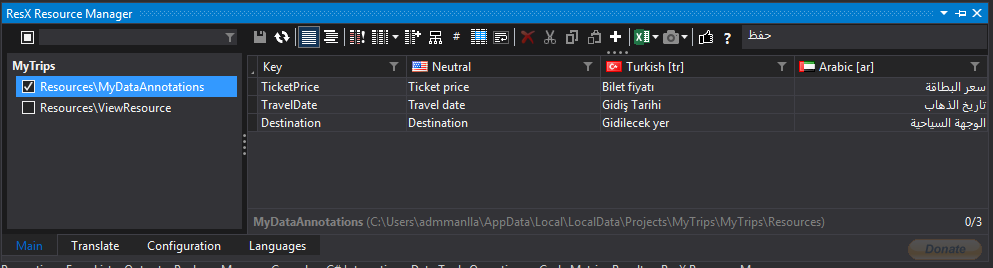 ResX Resource Manager
# ? حفظ
MyTrips
Resources\MyDataAnnotations
Resources\ViewResource
Key Neutral Turkish [tr] Arabic [ar]
TicketPrice Ticket price Bilet fiyatı سعر البطاقة
TravelDate Travel date Gidiş Tarihi تاريخ الذهاب
Destination Destination Gidilecek yer الوجهة السياحية
MyDataAnnotations (C:\Users\admmanlla\AppData\Local\LocalData\Projects\MyTrips\MyTrips\Resources) 0/3
Main Translate Configuration Languages Donate